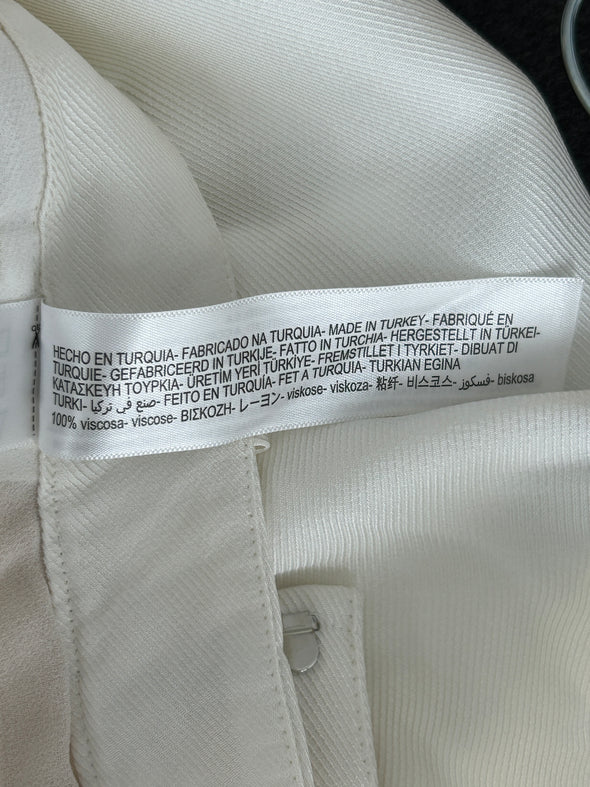 HECHO EN TURQUIA- FABRICADO NA TURQUIA- MADE IN TURKEY- FABRIQUÉ EN
TURQUIE- GEFABRICEERD IN TURKIJE- FATTO IN TURCHIA- HERGESTELLT IN TÜRKEI-
ΚΑΤΑΣΚΕΥΗ ΤΟΥΡΚΙΑ- ÜRETİM YERİ TÜRKİYE- FREMSTILLET I TYRKIET- DIBUAT DI
TURKI- صنع في تركيا- FEITO EN TURQUÍA- FET A TURQUÍA- TURKIAN EGINA
100% viscosa- viscose- ΒΙΣΚΟΖΗ- レーヨン- viskose- viskoza- 粘纤- 비스코스- فسكوز- biskosa